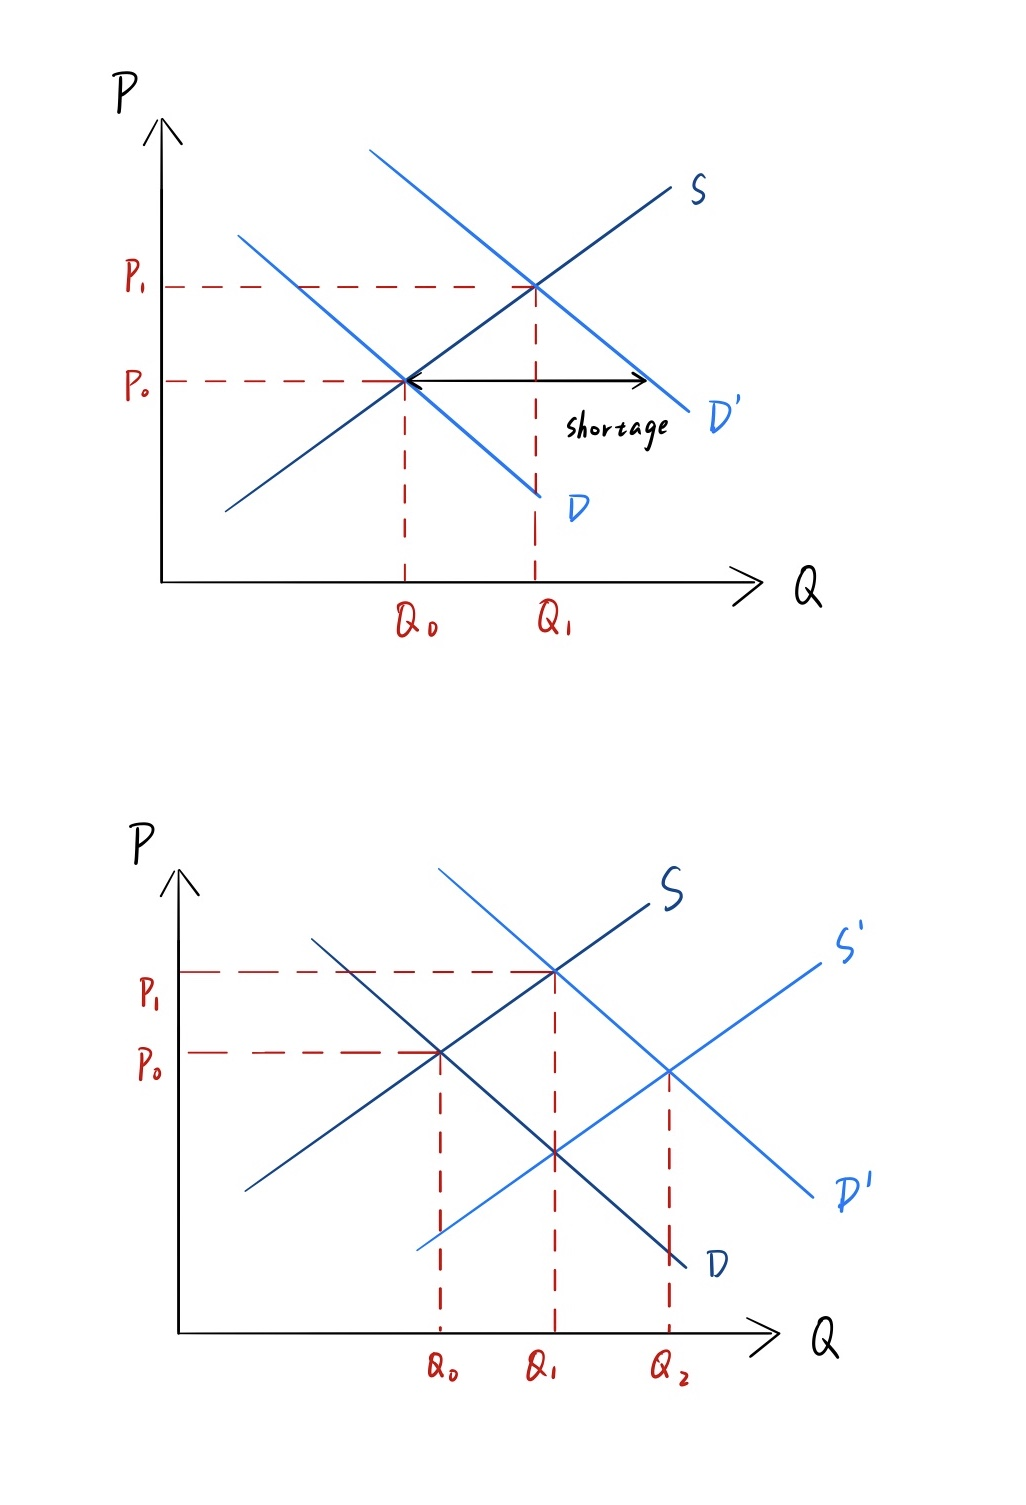 P
S
P₁
P₀
D'
shortage
D
Q
Q₀
Q₁
P
S
S'
P₁
P₀
D'
D
Q
Q₀
Q₁
Q₂